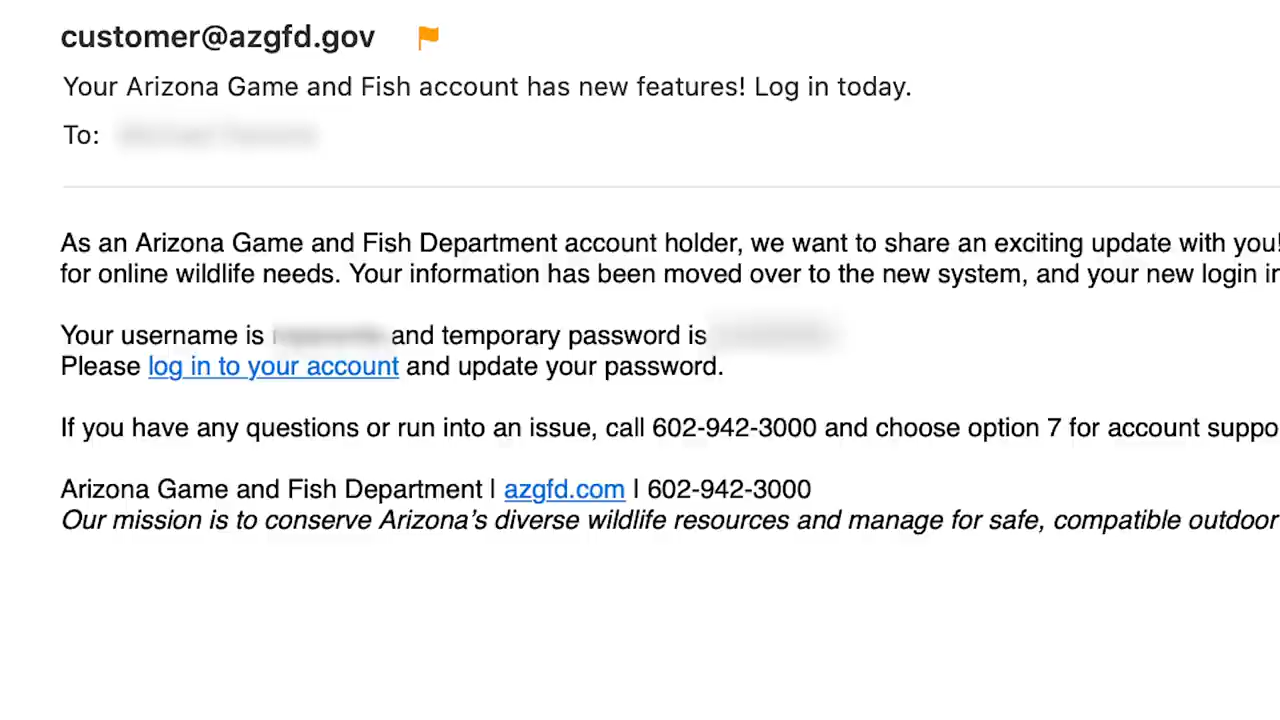 customer@azgfd.gov
Your Arizona Game and Fish account has new features! Log in today.
To:
As an Arizona Game and Fish Department account holder, we want to share an exciting update with you!
for online wildlife needs. Your information has been moved over to the new system, and your new login
Your username is and temporary password is
Please log in to your account and update your password.
If you have any questions or run into an issue, call 602-942-3000 and choose option 7 for account
Arizona Game and Fish Department | azgfd.com | 602-942-3000
Our mission is to conserve Arizona's diverse wildlife resources and manage for safe, compatible outdoor